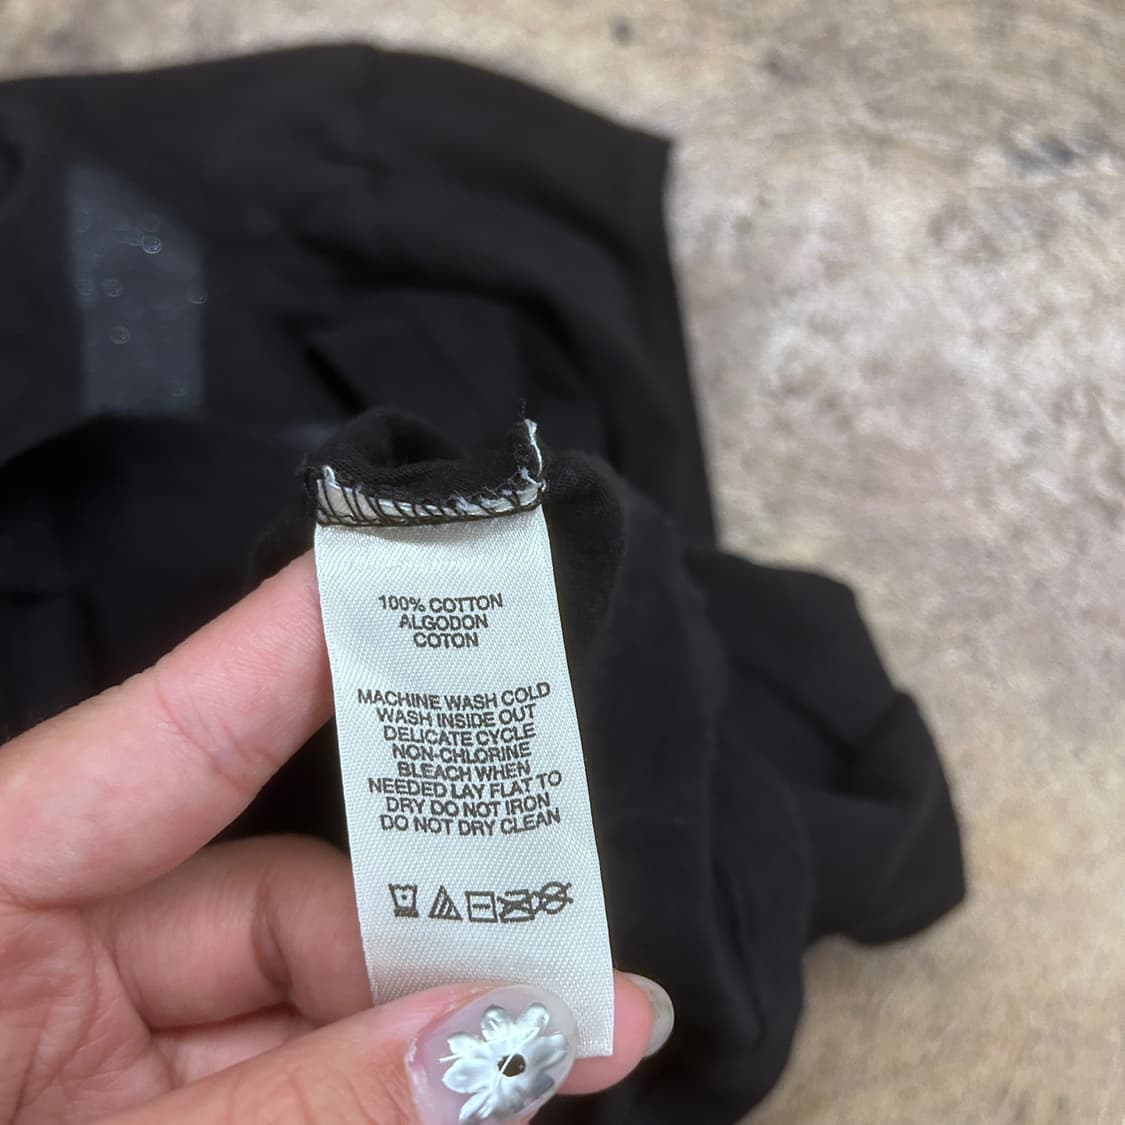 100% COTTON
ALGODON
COTON
MACHINE WASH COLD
WASH INSIDE OUT
DELICATE CYCLE
NON-CHLORINE
BLEACH WHEN
NEEDED LAY FLAT TO
DRY DO NOT IRON
DO NOT DRY CLEAN